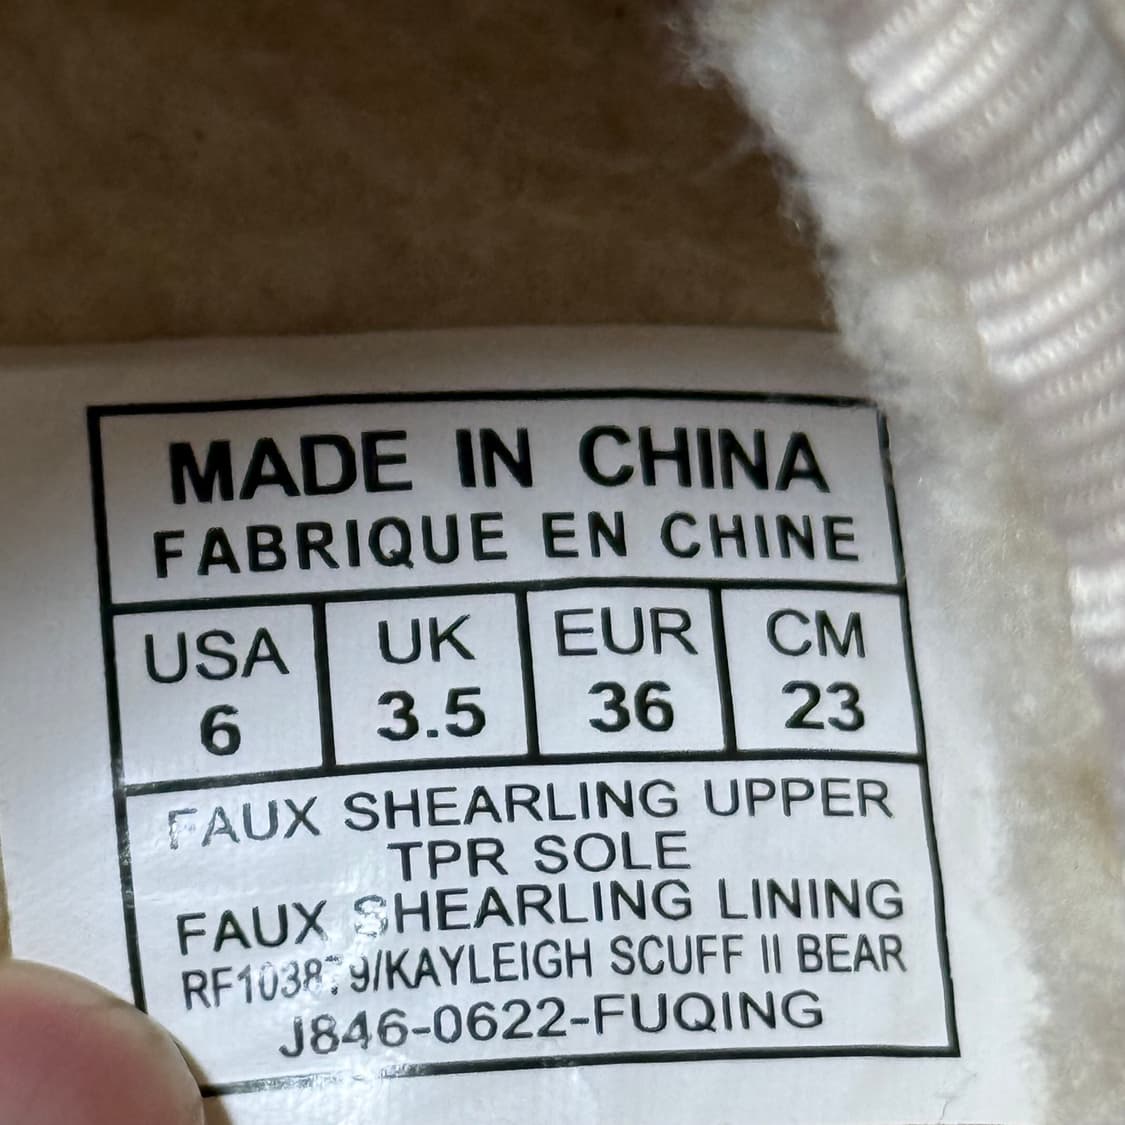 MADE IN CHINA
FABRIQUE EN CHINE
USA UK EUR CM
6 3.5 36 23
FAUX SHEARLING UPPER
TPR SOLE
FAUX SHEARLING LINING
KAYLEIGH SCUFF II BEAR
J846-0622-FUQING